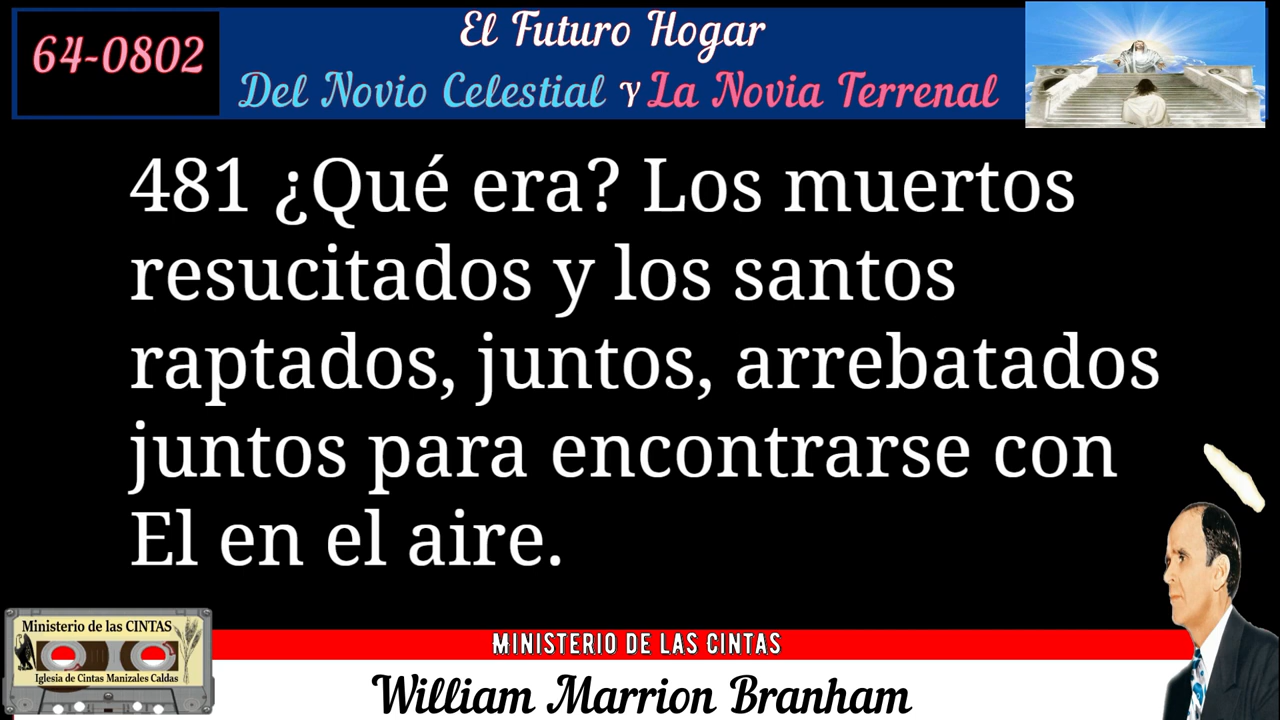 64-0802
El Futuro Hogar
Del Novio Celestial Y La Novia Terrenal
481 ¿Qué era? Los muertos
resucitados y los santos
raptados, juntos, arrebatados
juntos para encontrarse con
El en el aire.
Ministerio de las CINTAS
Iglesia de Cintas Manizales Caldas
MINISTERIO DE LAS CINTAS
William Marrion Branham